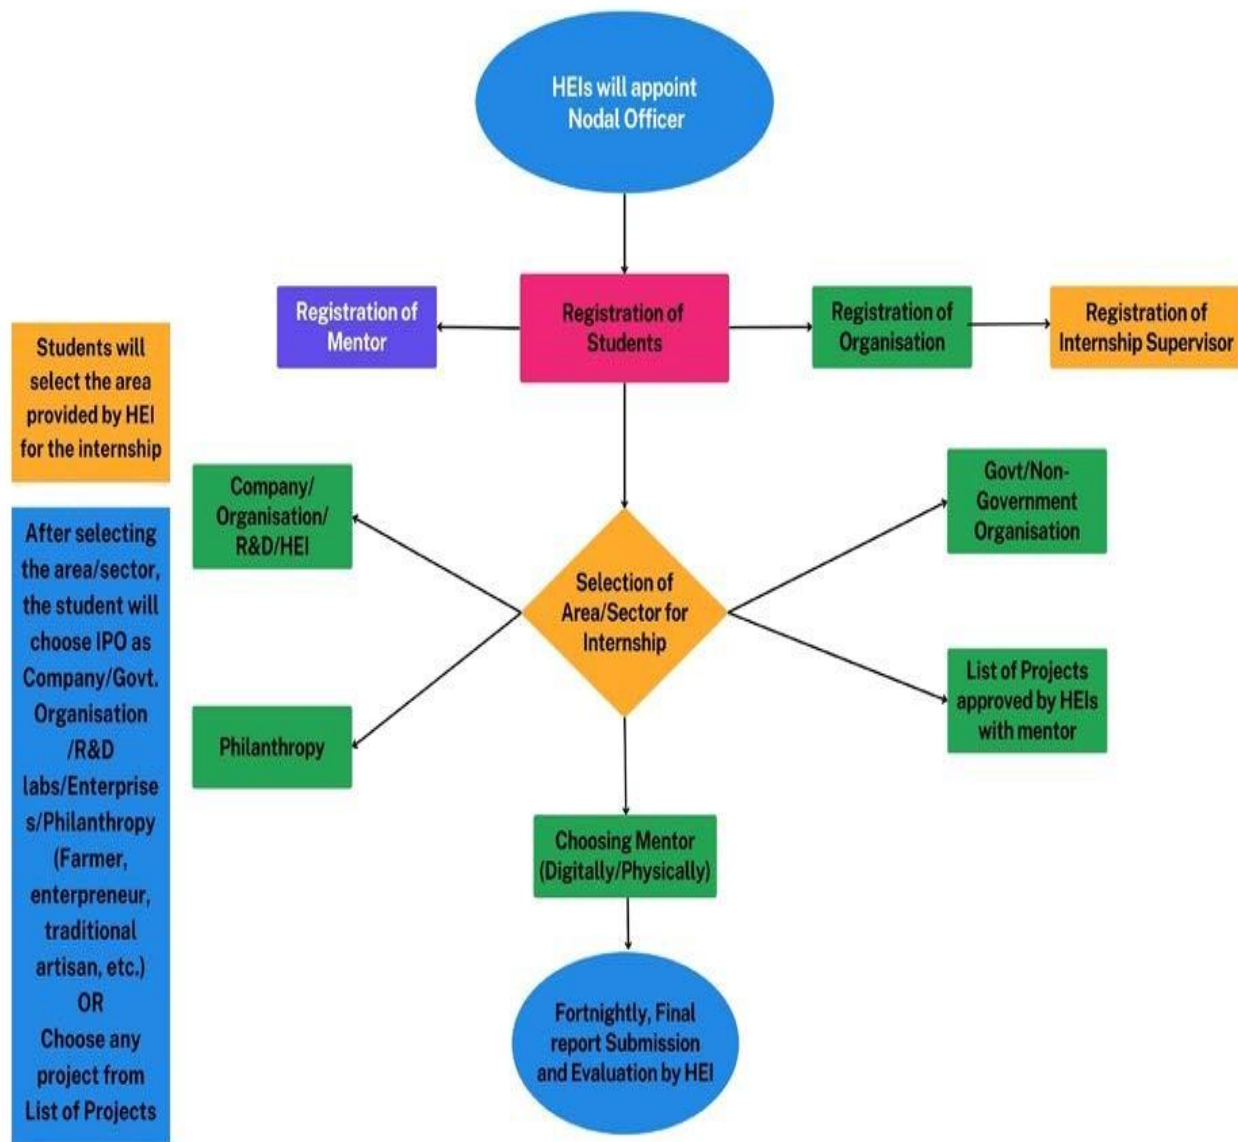 HEIs will appoint
Nodal Officer
Registration of
Mentor
Registration of
Students
Registration of
Organisation
Registration of
Internship Supervisor
Students will
select the area
provided by HEI
for the internship
After selecting
the area/sector,
the student will
choose IPO as
Company/Govt.
Organisation
/R&D
labs/Enterprise
s/Philanthropy
(Farmer,
enterpreneur,
traditional
artisan, etc.)
OR
Choose any
project from
List of Projects
Company/
Organisation/
R&D/HEI
Govt/Non-
Government
Organisation
Selection of
Area/Sector for
Internship
Philanthropy
List of Projects
approved by HEIs
with mentor
Choosing Mentor
(Digitally/Physically)
Fortnightly, Final
report Submission
and Evaluation by HEI